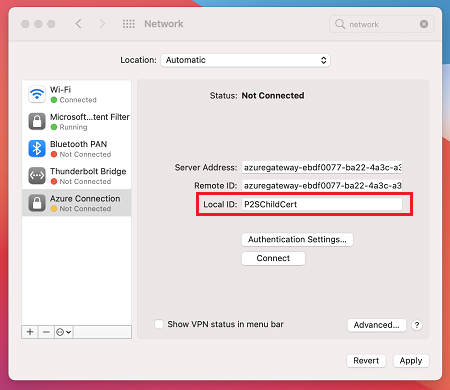 Network
network
Location: Automatic
Wi-Fi
Connected
Microsoft...tent Filter
Running
Bluetooth PAN
Not Connected
Thunderbolt Bridge
Not Connected
Azure Connection
Not Connected
Status: Not Connected
Server Address: azuregateway-ebdf0077-ba22-4a3c-a3
Remote ID: azuregateway-ebdf0077-ba22-4a3c-a3
Local ID: P2SChildCert
Authentication Settings...
Connect
Show VPN status in menu bar
Advanced...
?
Revert
Apply